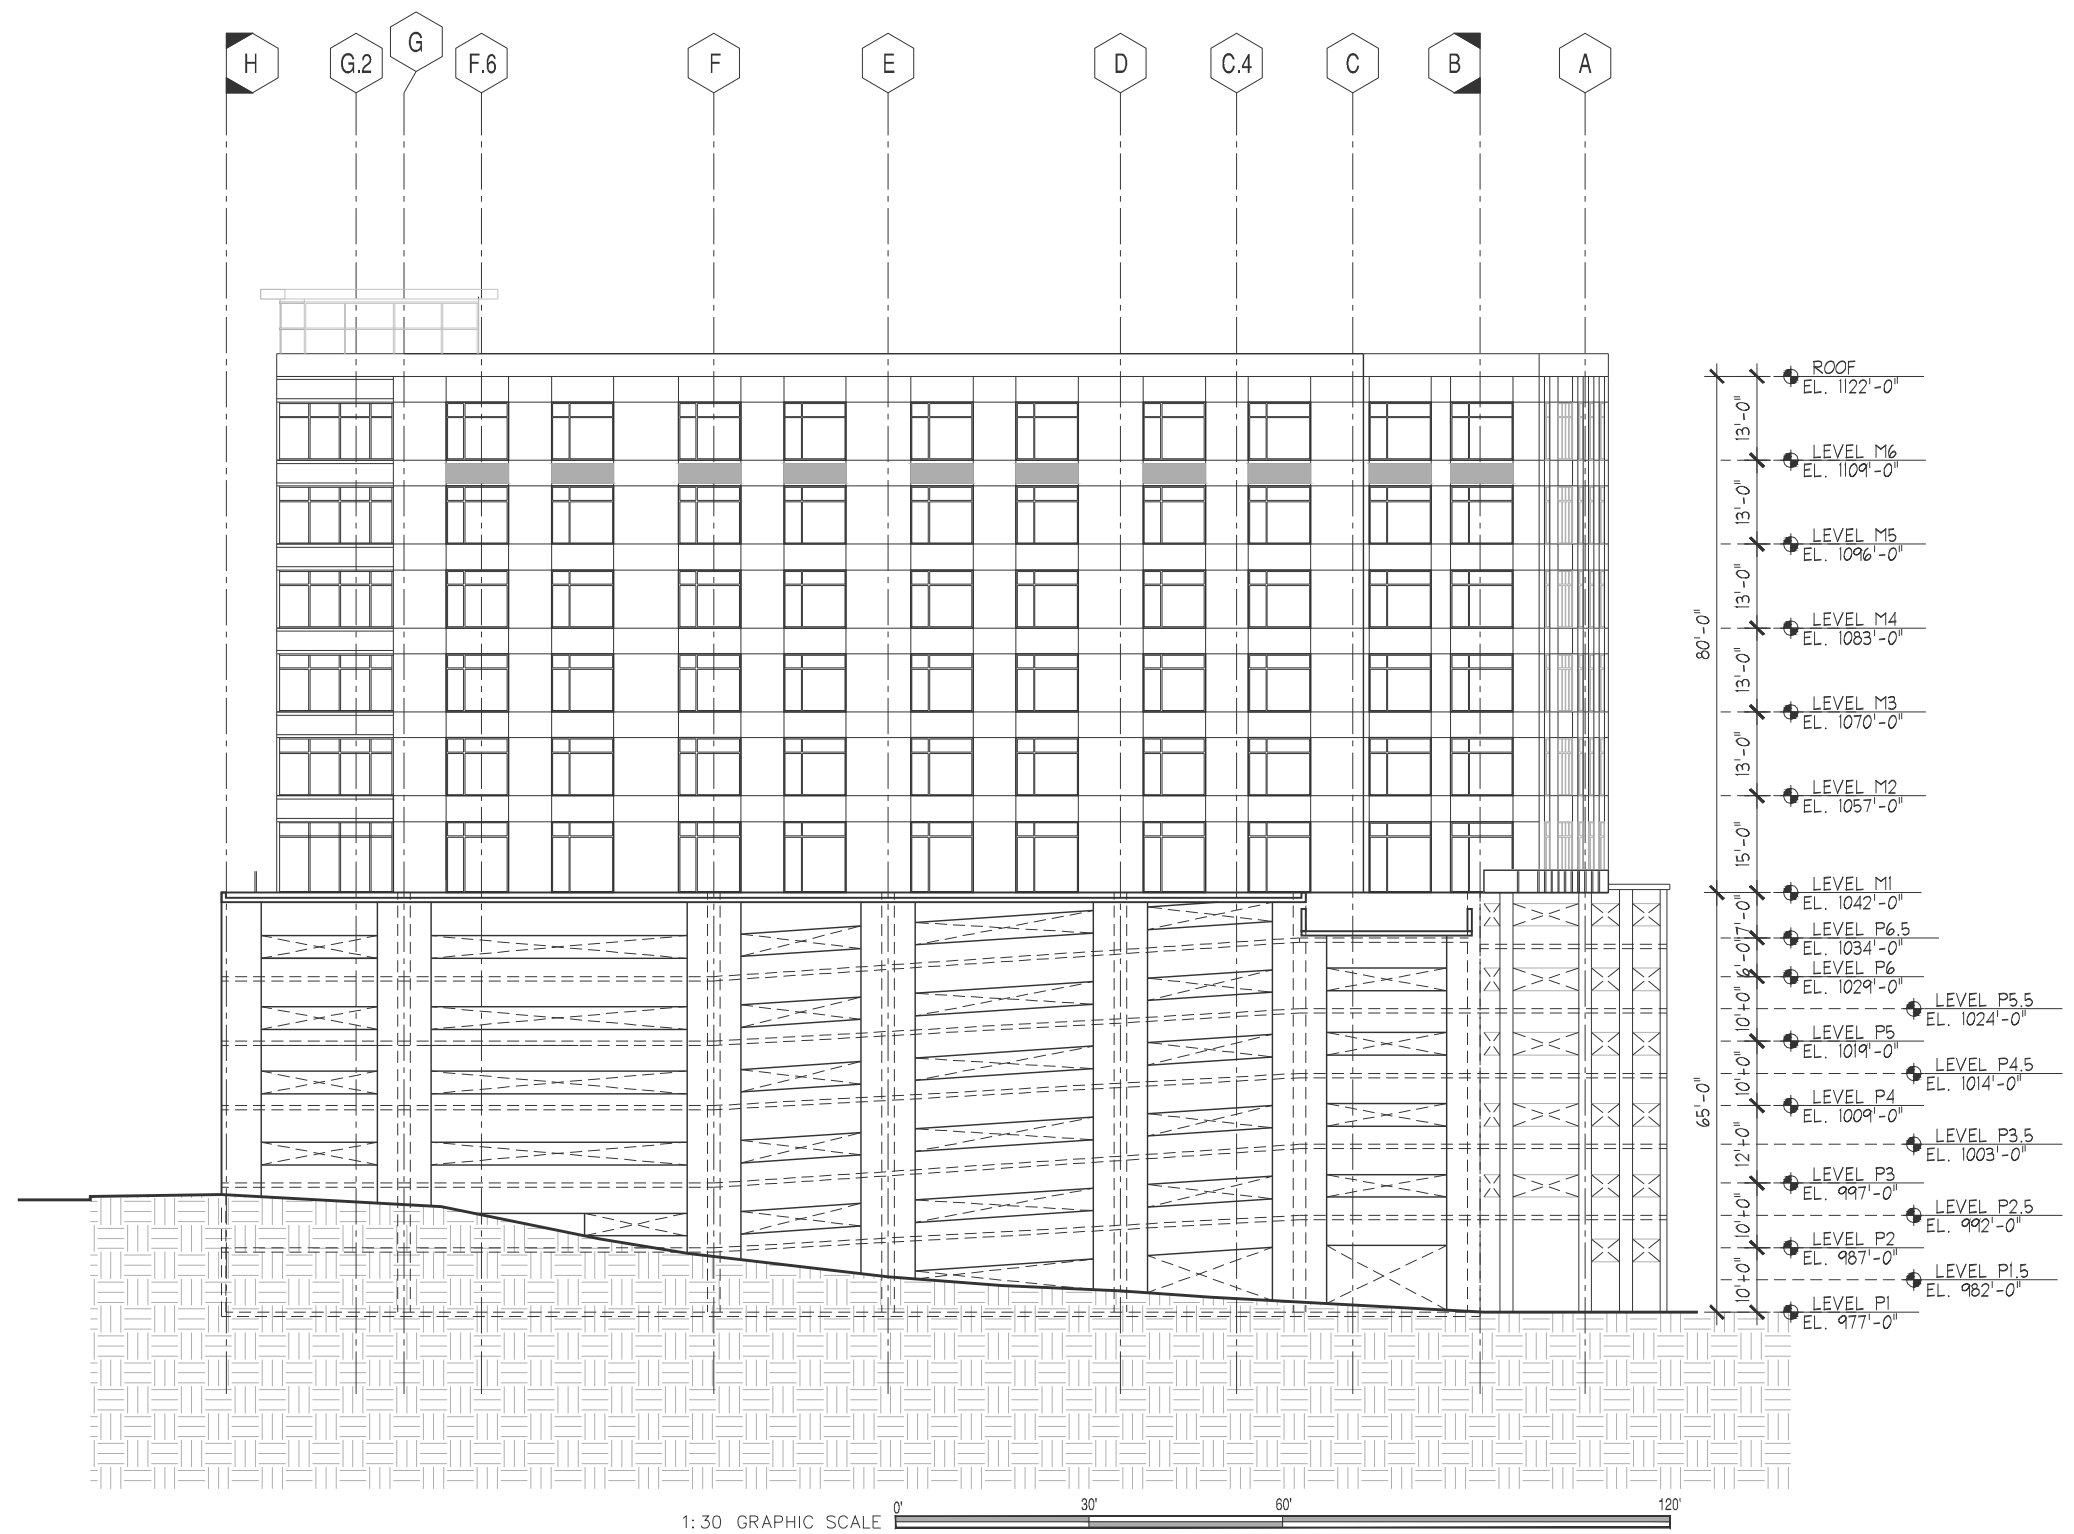 H
G.2
G
F.6
F
E
D
C.4
C
B
A
ROOF
EL. 1122'-0"
13'-0"
LEVEL M6
EL. 1109'-0"
13'-0"
LEVEL M5
EL. 1096'-0"
13'-0"
LEVEL M4
EL. 1083'-0"
80'-0"
13'-0"
LEVEL M3
EL. 1070'-0"
13'-0"
LEVEL M2
EL. 1057'-0"
15'-0"
LEVEL M1
EL. 1042'-0"
7'-0"
LEVEL P6.5
EL. 1034'-0"
6'-0"
LEVEL P6
EL. 1029'-0"
LEVEL P5.5
EL. 1024'-0"
10'-0"
LEVEL P5
EL. 1019'-0"
LEVEL P4.5
EL. 1014'-0"
10'-0"
LEVEL P4
EL. 1009'-0"
65'-0"
LEVEL P3.5
EL. 1003'-0"
12'-0"
LEVEL P3
EL. 997'-0"
LEVEL P2.5
EL. 992'-0"
10'-0"
LEVEL P2
EL. 987'-0"
LEVEL P1.5
EL. 982'-0"
10'-0"
LEVEL P1
EL. 977'-0"
1:30 GRAPHIC SCALE
0'
30'
60'
120'